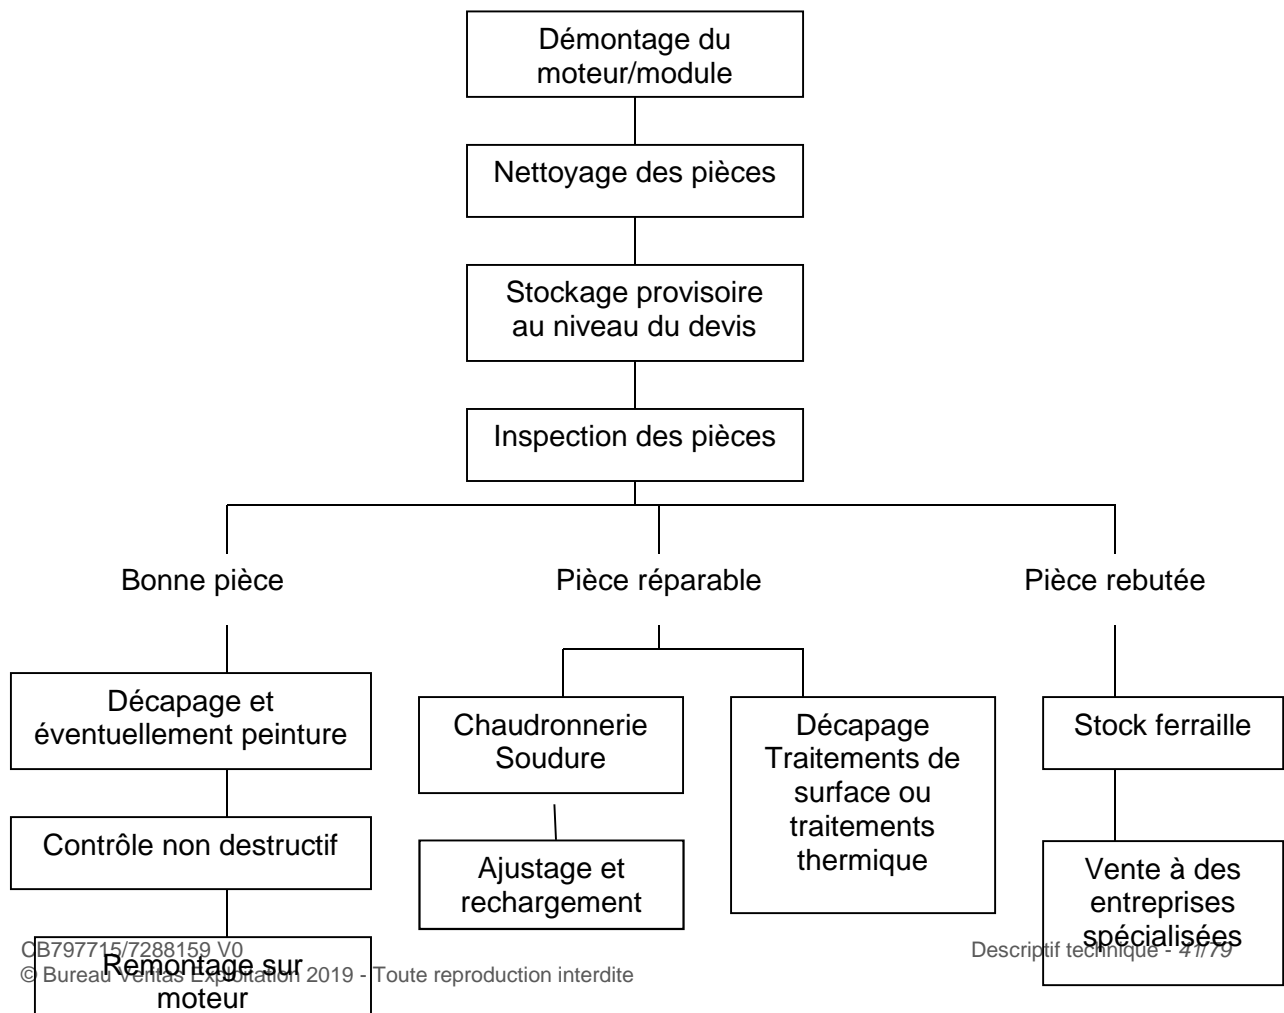 Démontage du
moteur/module
Nettoyage des pièces
Stockage provisoire
au niveau du devis
Inspection des pièces
Bonne pièce
Pièce réparable
Pièce rebutée
Décapage et
éventuellement peinture
Chaudronnerie
Soudure
Décapage
Traitements de
surface ou
traitements
thermique
Stock ferraille
Contrôle non destructif
Ajustage et
rechargement
Vente à des
entreprises
spécialisées
Remontage sur
moteur
CB797715/7288159 V0
© Bureau Veritas Exploitation 2019 - Toute reproduction interdite
Descriptif technique - 41/79